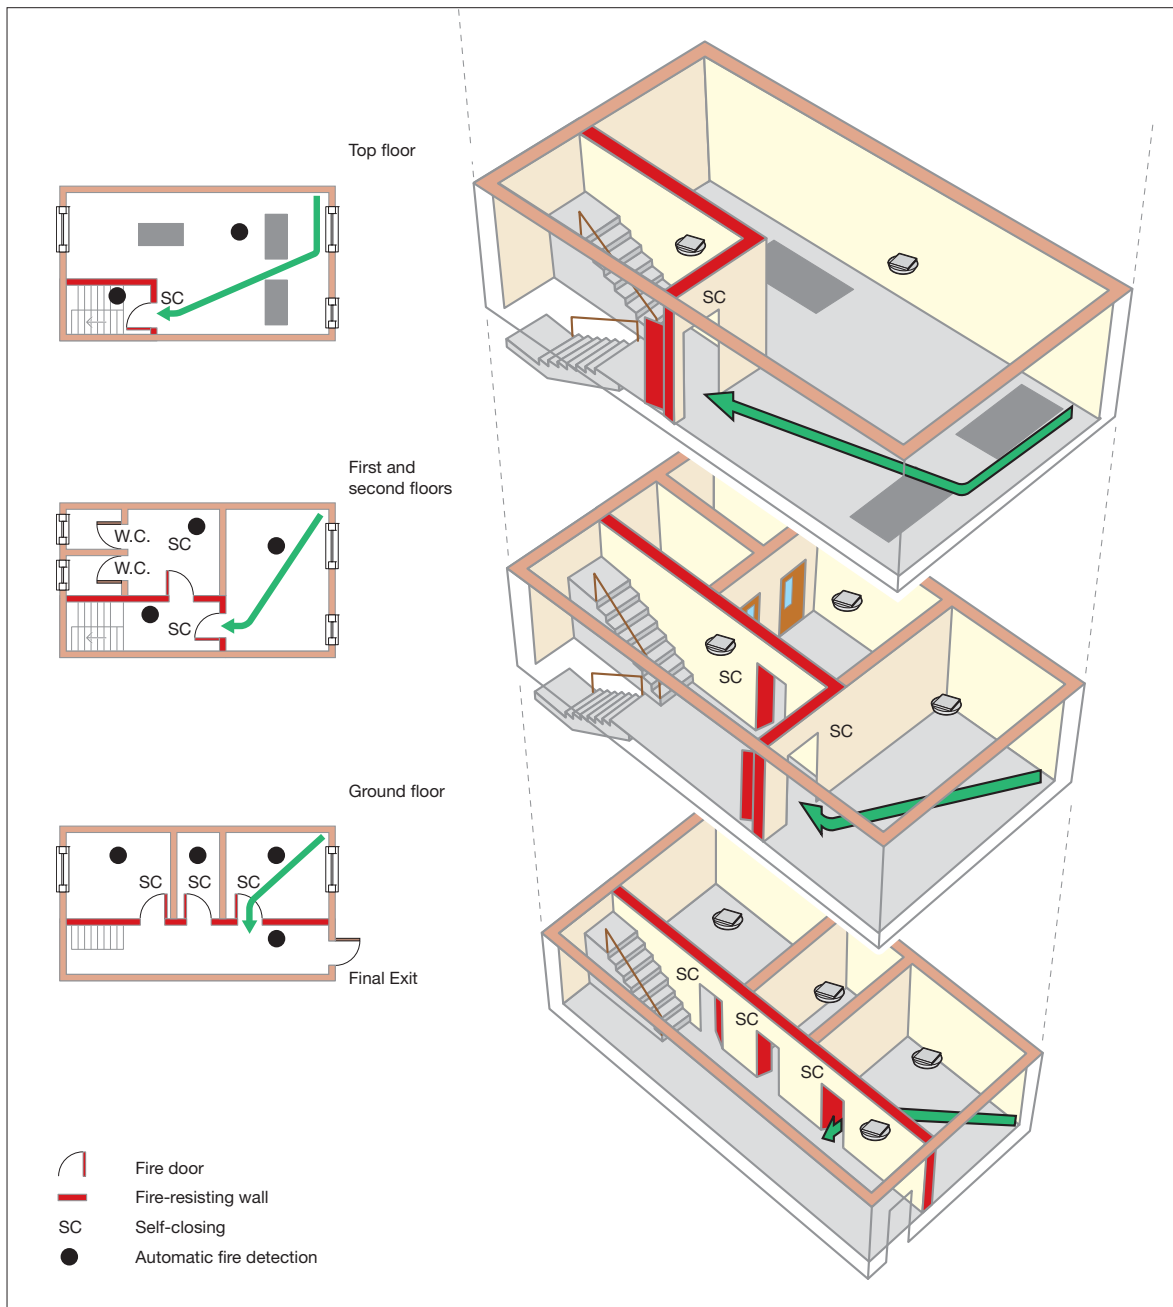 Top floor
SC
SC
First and
second floors
W.C.
SC
W.C.
SC
SC
SC
Ground floor
SC
SC
SC
Final Exit
SC
SC
SC
Fire door
Fire-resisting wall
SC
Self-closing
Automatic fire detection